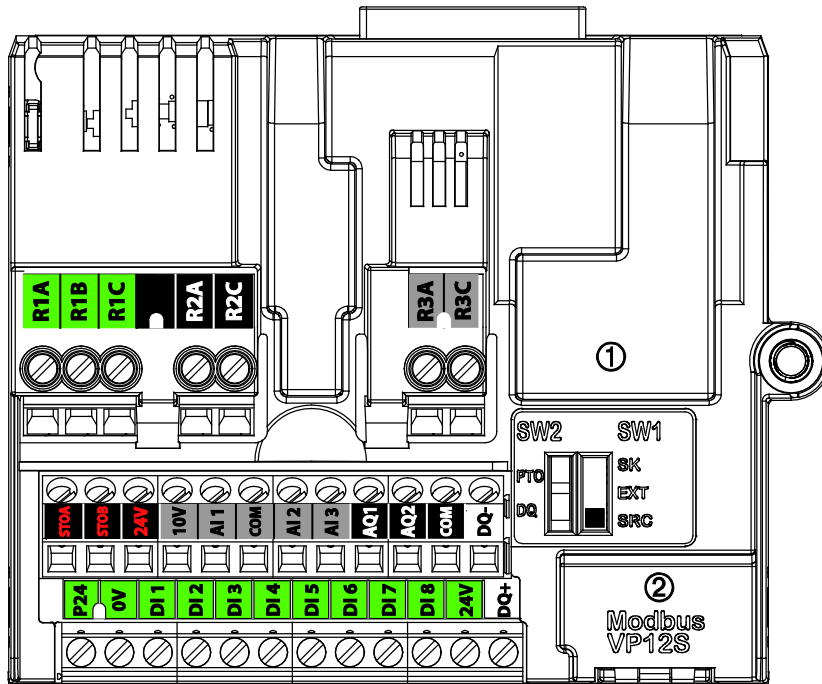 R1A R1B R1C R2A R2C R3A R3C
①
SW2 SW1
PTO SK
EXT
DQ SRC
STOA STOB 24V 10V AI 1 COM AI 2 AI 3 AQ1 AQ2 COM DQ-
P24 0V DI 1 DI 2 DI 3 DI 4 DI 5 DI 6 DI 7 DI 8 24V DQ+
②
Modbus
VP12S